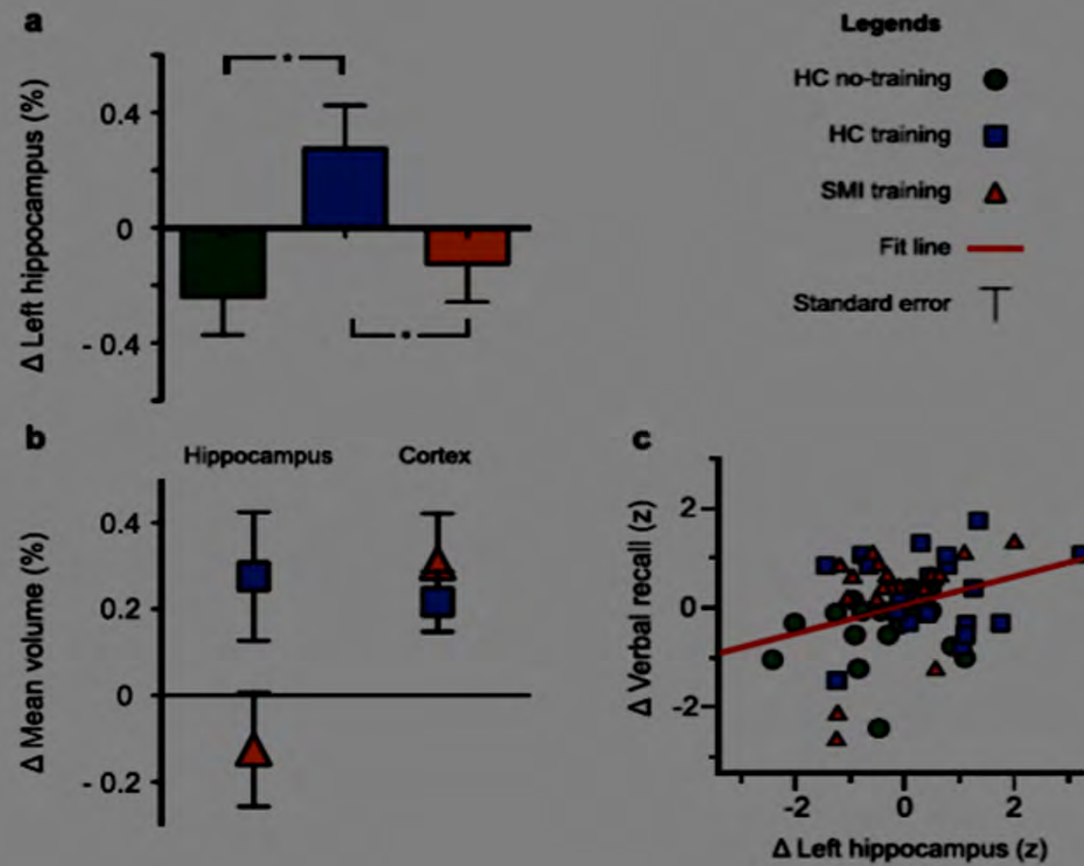 a
Δ Left hippocampus (%)
0.4
0
- 0.4
*
*
Legends
HC no-training
HC training
SMI training
Fit line
Standard error
b
Hippocampus
Cortex
Δ Mean volume (%)
0.4
0.2
0
- 0.2
c
Δ Verbal recall (z)
2
0
-2
-2
0
2
Δ Left hippocampus (z)